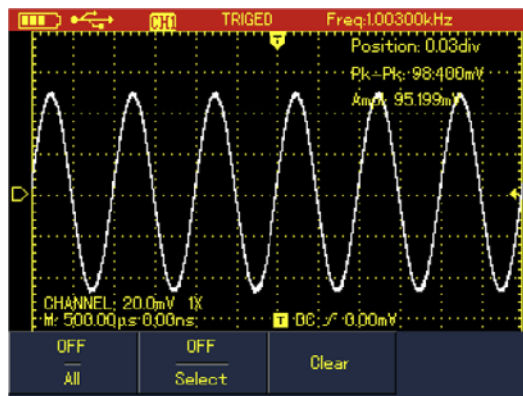 CH1 TRIGED Freq:1.00300kHz
T
Position: 0.03div
Pk-Pk: 98.400mV
Amp: 95.199mV
CHANNEL: 20.0mV 1X
M: 500.00µs 0.00ns T DC: 0.00mV
OFF OFF
All Select Clear